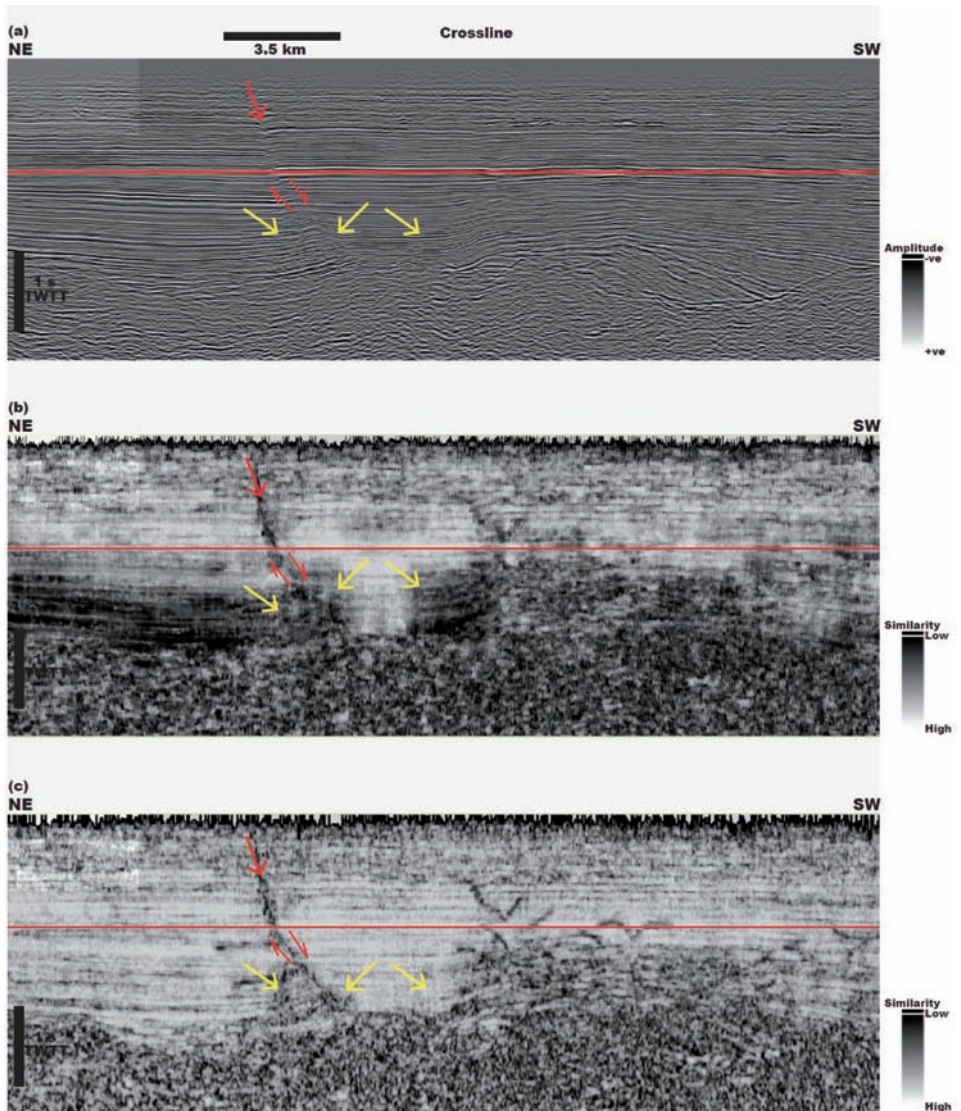 (a)
NE
Crossline
SW
3.5 km
1 s
TWTT
Amplitude
-ve
+ve
(b)
NE
SW
Similarity
Low
High
(c)
NE
SW
TWTT
Similarity
Low
High